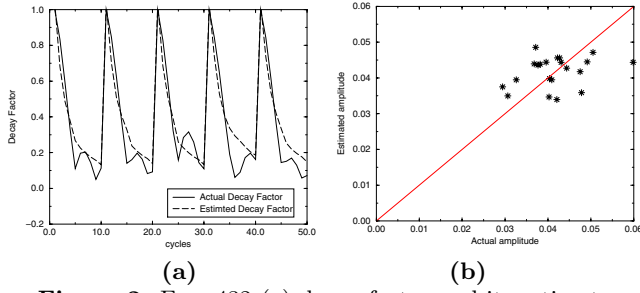 1.0
0.8
0.6
0.4
0.2
0.0
−0.2
Decay Factor
0.0 10.0 20.0 30.0 40.0 50.0
cycles
Actual Decay Factor
Estimted Decay Factor
(a)
0.06
0.05
0.04
0.03
0.02
0.01
0.00
Estimated amplitude
0.00 0.01 0.02 0.03 0.04 0.05 0.06
Actual amplitude
(b)